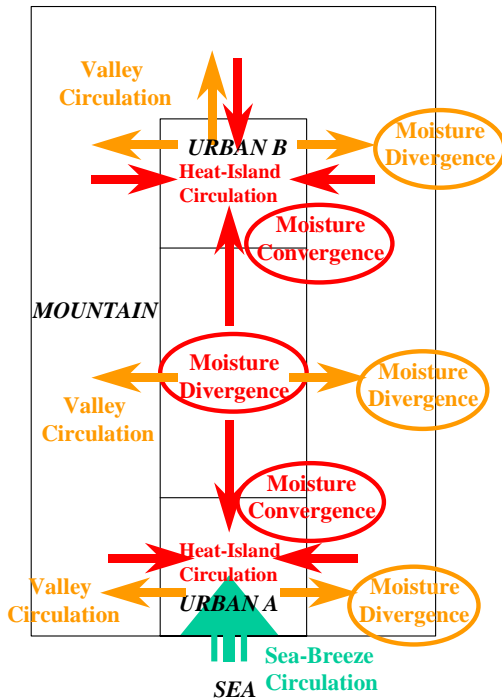 Valley
Circulation
Moisture
Divergence
URBAN B
Heat-Island
Circulation
Moisture
Convergence
MOUNTAIN
Moisture
Divergence
Moisture
Divergence
Valley
Circulation
Moisture
Convergence
Heat-Island
Circulation
Valley
Circulation
URBAN A
Moisture
Divergence
Sea-Breeze
Circulation
SEA